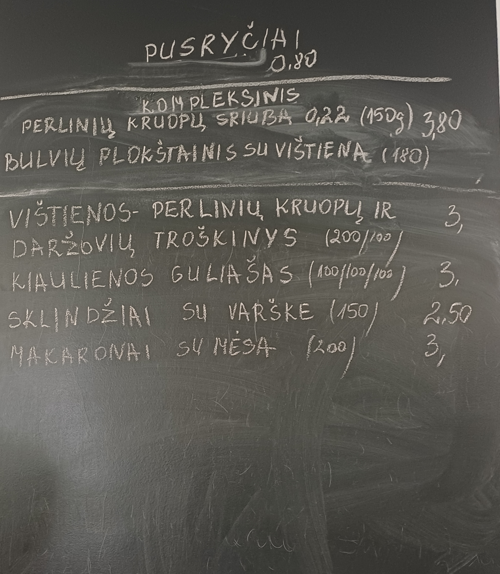 PUSRYČIAI
0,80
KOMPLEKSINIS
PERLINIŲ KRUOPŲ SRIUBA 0,22 (150g) 3,80
BULVIŲ PLOKŠTAINIS SU VIŠTIENA (180)
VIŠTIENOS- PERLINIŲ KRUOPŲ IR 3,
DARŽOVIŲ TROŠKINYS (200/100)
KIAULIENOS GULIAŠAS (100/100/100) 3,
SKLINDŽIAI SU VARŠKE (150) 2,50
MAKARONAI SU MĖSA (200) 3,